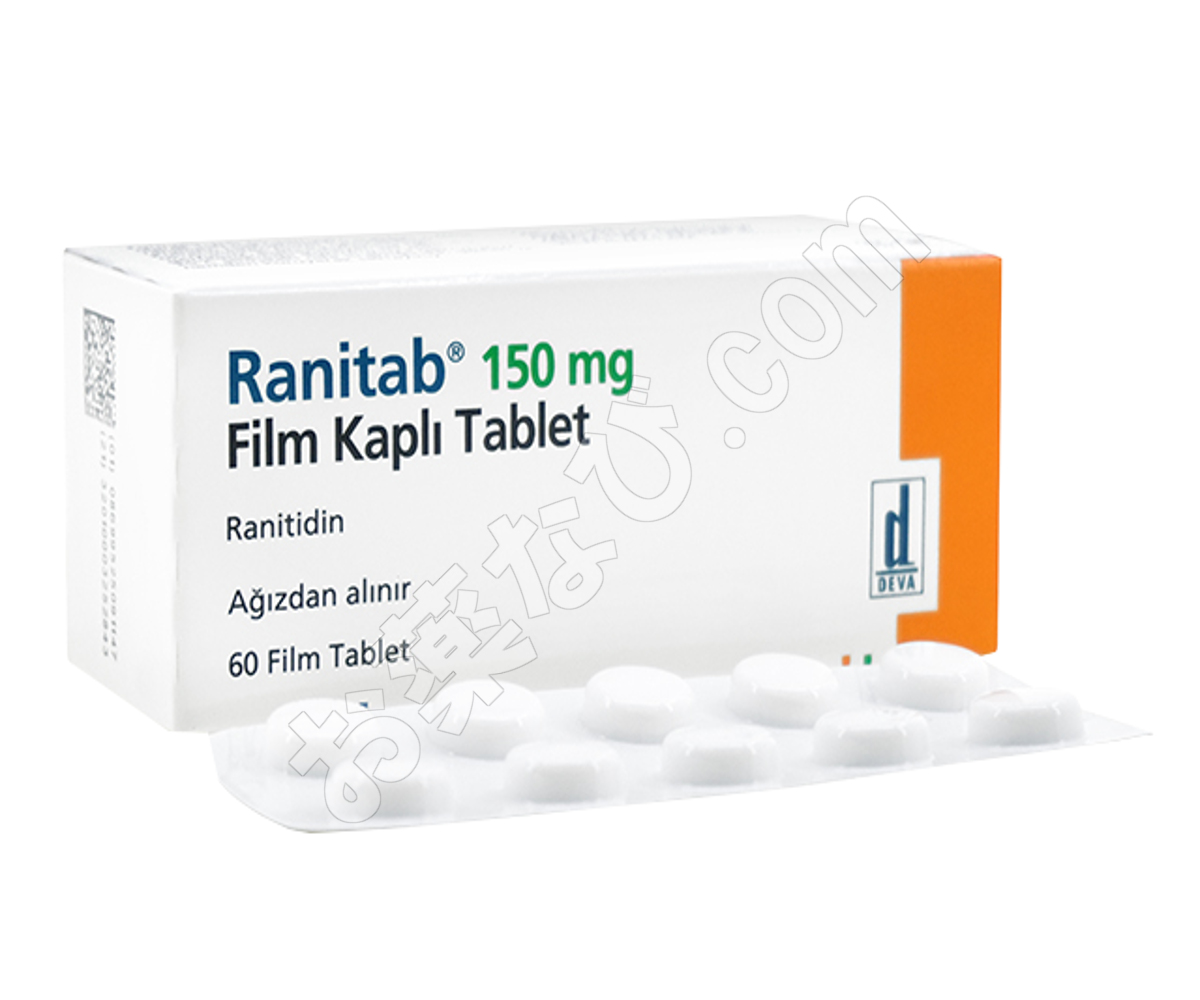 Ranitab® 150 mg
Film Kaplı Tablet
Ranitidin
Ağızdan alınır
60 Film Tablet
d
DEVA
お薬なび.com